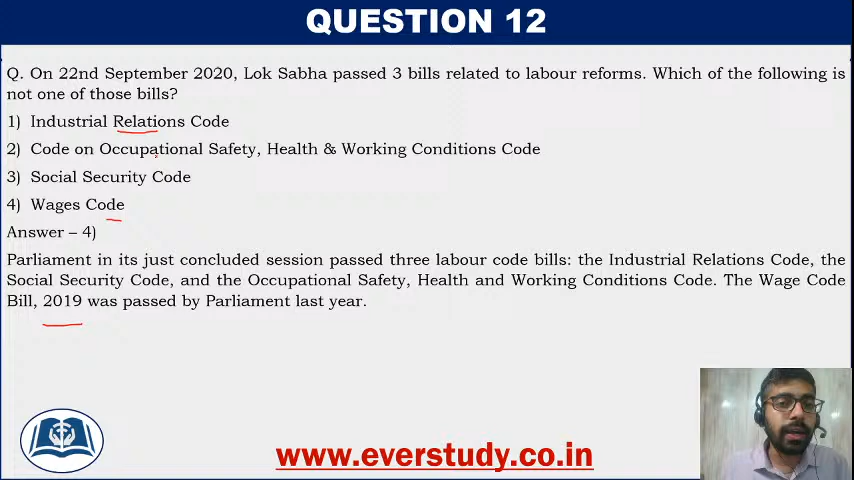 QUESTION 12
Q. On 22nd September 2020, Lok Sabha passed 3 bills related to labour reforms. Which of the following is
not one of those bills?
1) Industrial Relations Code
2) Code on Occupational Safety, Health & Working Conditions Code
3) Social Security Code
4) Wages Code
Answer – 4)
Parliament in its just concluded session passed three labour code bills: the Industrial Relations Code, the
Social Security Code, and the Occupational Safety, Health and Working Conditions Code. The Wage Code
Bill, 2019 was passed by Parliament last year.
www.everstudy.co.in